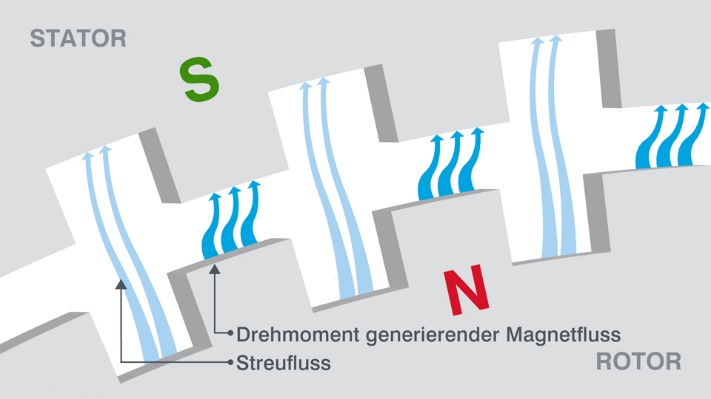 STATOR
S
N
Drehmoment generierender Magnetfluss
Streufluss
ROTOR